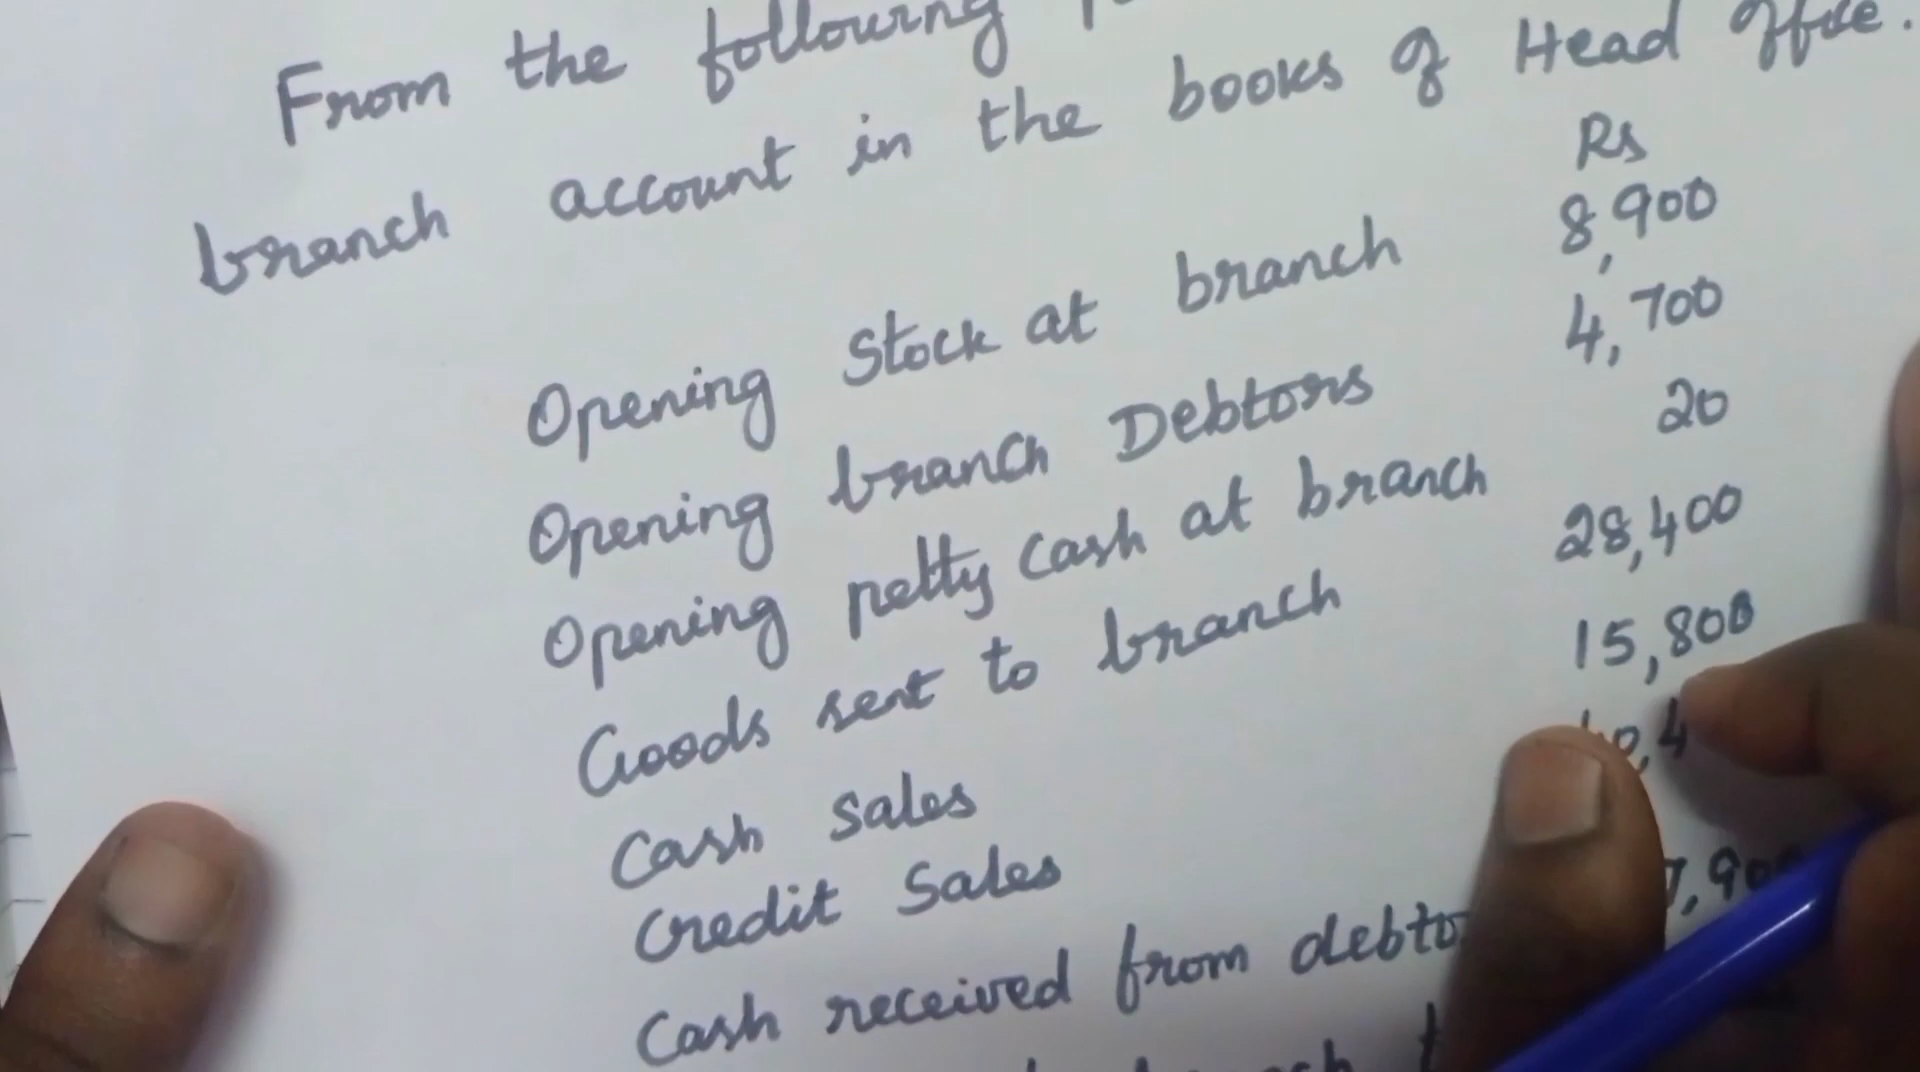 From the following
branch account in the books of Head office.
Rs
Opening Stock at branch 8,900
Opening branch Debtors 4,700
Opening petty cash at branch 20
Goods sent to branch 28,400
Cash Sales 15,800
Credit Sales
Cash received from